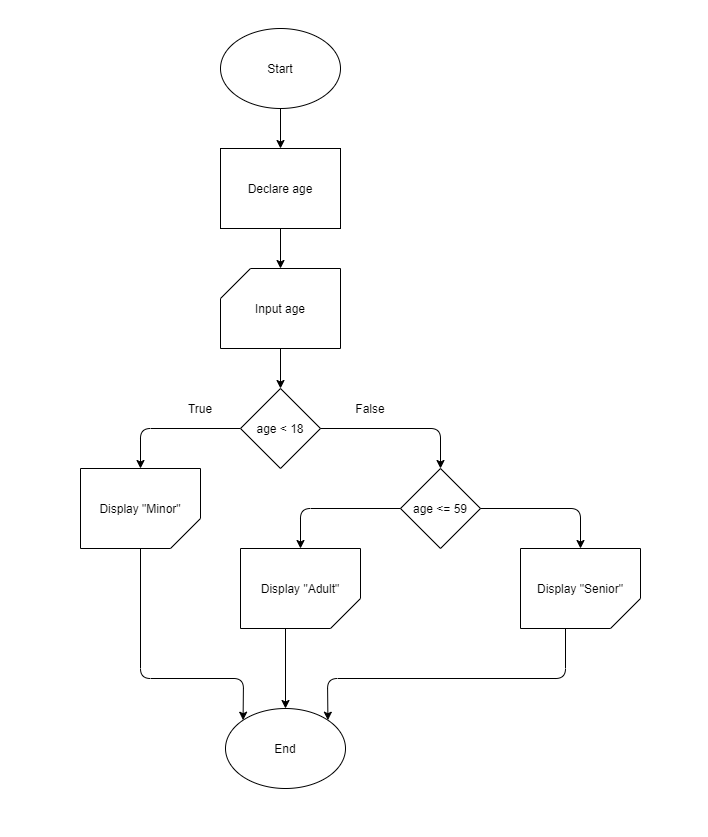 Start
Declare age
Input age
True
False
age < 18
Display "Minor"
age <= 59
Display "Adult"
Display "Senior"
End